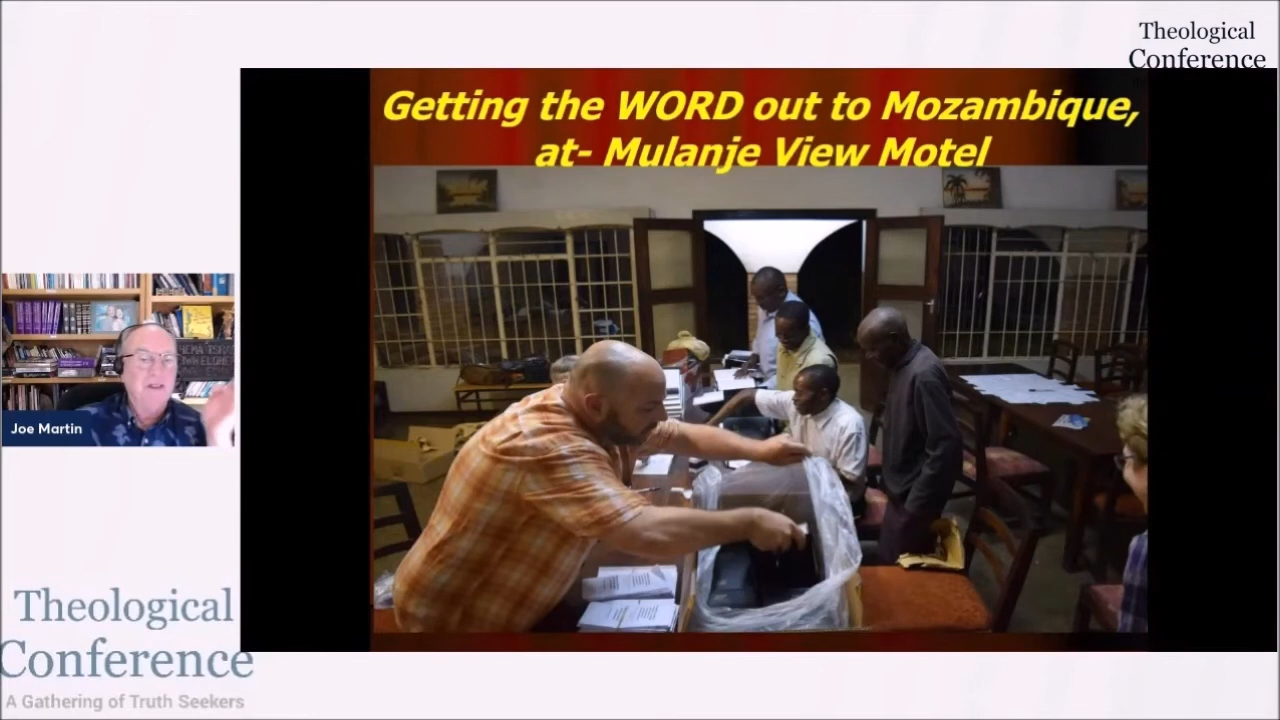 Theological
Conference
Getting the WORD out to Mozambique,
at- Mulanje View Motel
Joe Martin
Theological
Conference
A Gathering of Truth Seekers